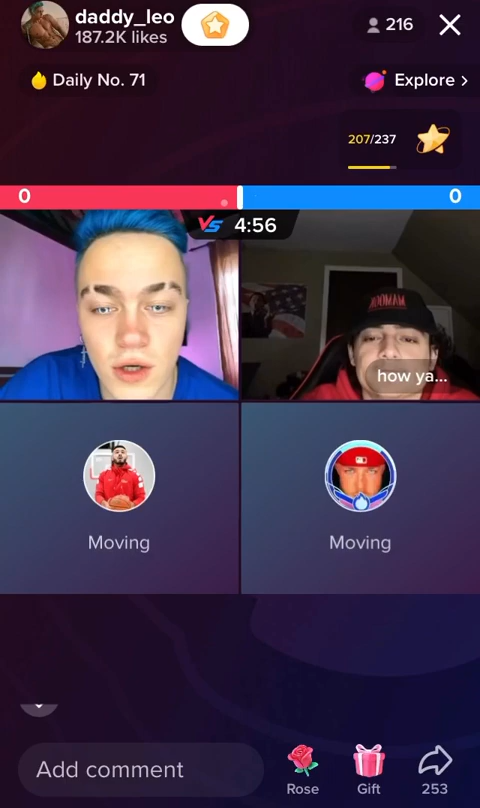 daddy_leo
187.2K likes
216
Daily No. 71
Explore >
207/237
0
0
VS 4:56
how ya...
Moving
Moving
Add comment
Rose
Gift
253